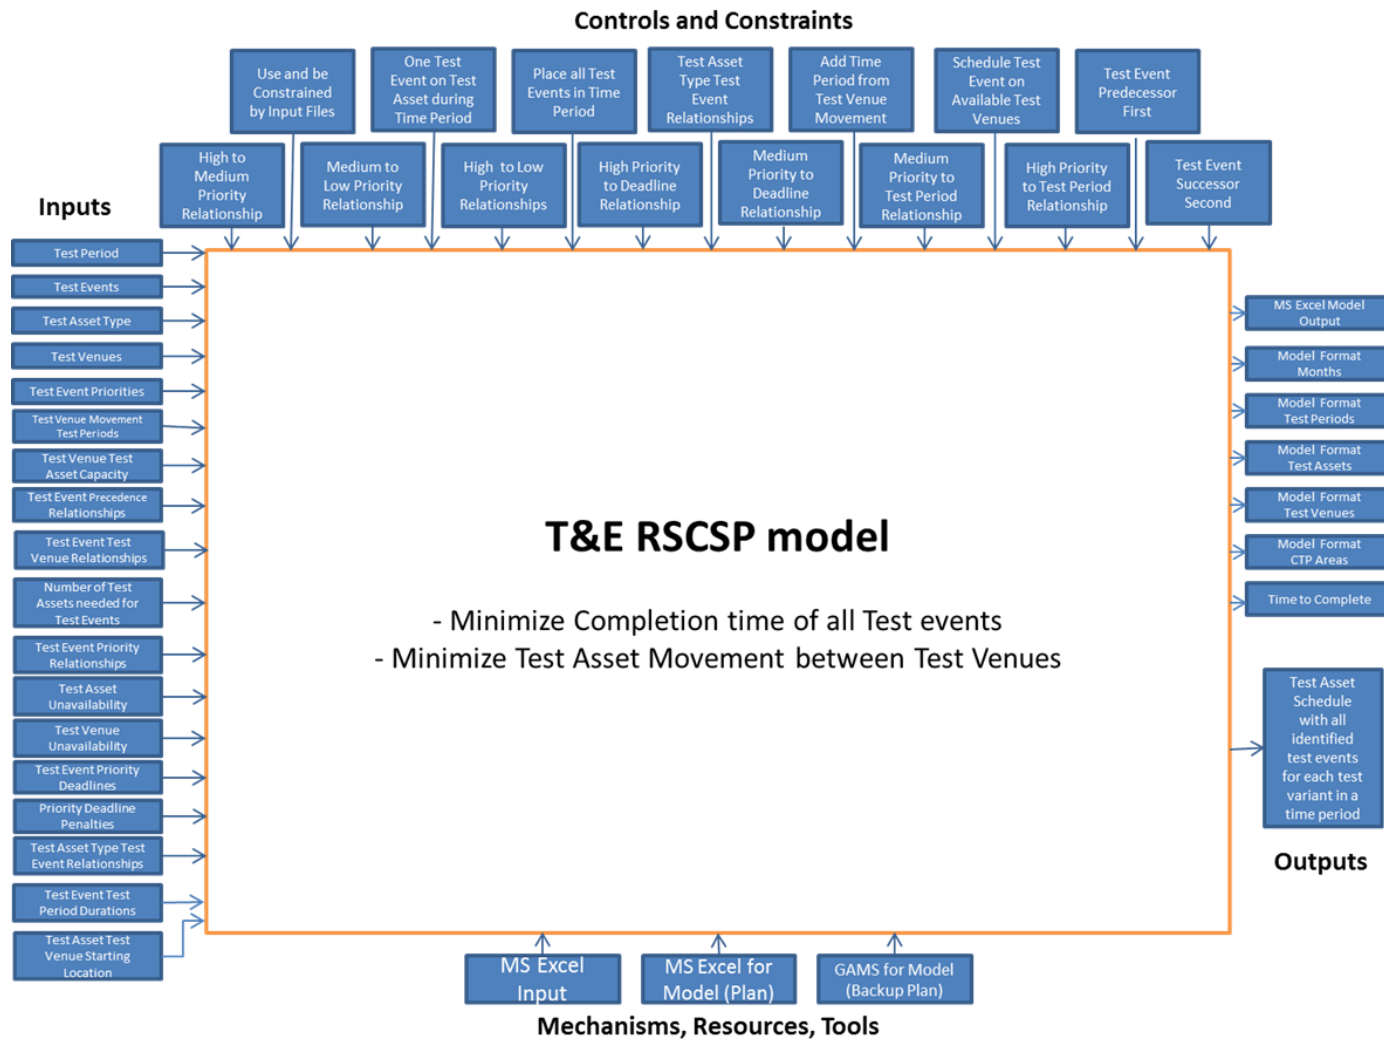 Controls and Constraints
Use and be
Constrained
by Input Files
One Test
Event on Test
Asset during
Time Period
Place all Test
Events in Time
Period
Test Asset
Type Test
Event
Relationships
Add Time
Period from
Test Venue
Movement
Schedule Test
Event on
Available Test
Venues
Test Event
Predecessor
First
High to
Medium
Priority
Relationship
Medium to
Low Priority
Relationship
High to Low
Priority
Relationships
High Priority
to Deadline
Relationship
Medium
Priority to
Deadline
Relationship
Medium
Priority to
Test Period
Relationship
High Priority
to Test Period
Relationship
Test Event
Successor
Second
Inputs
Test Period
Test Events
Test Asset Type
Test Venues
Test Event Priorities
Test Venue Movement
Test Periods
Test Venue Test
Asset Capacity
Test Event Precedence
Relationships
Test Event Test
Venue Relationships
Number of Test
Assets needed for
Test Events
Test Event Priority
Relationships
Test Asset
Unavailability
Test Venue
Unavailability
Test Event Priority
Deadlines
Priority Deadline
Penalties
Test Asset Type Test
Event Relationships
Test Event Test
Period Durations
Test Asset Test
Venue Starting
Location
T&E RSCSP model
- Minimize Completion time of all Test events
- Minimize Test Asset Movement between Test Venues
MS Excel Model
Output
Model Format
Months
Model Format
Test Periods
Model Format
Test Assets
Model Format
Test Venues
Model Format
CTP Areas
Time to Complete
Test Asset
Schedule
with all
identified
test events
for each test
variant in a
time period
Outputs
MS Excel
Input
MS Excel for
Model (Plan)
GAMS for Model
(Backup Plan)
Mechanisms, Resources, Tools